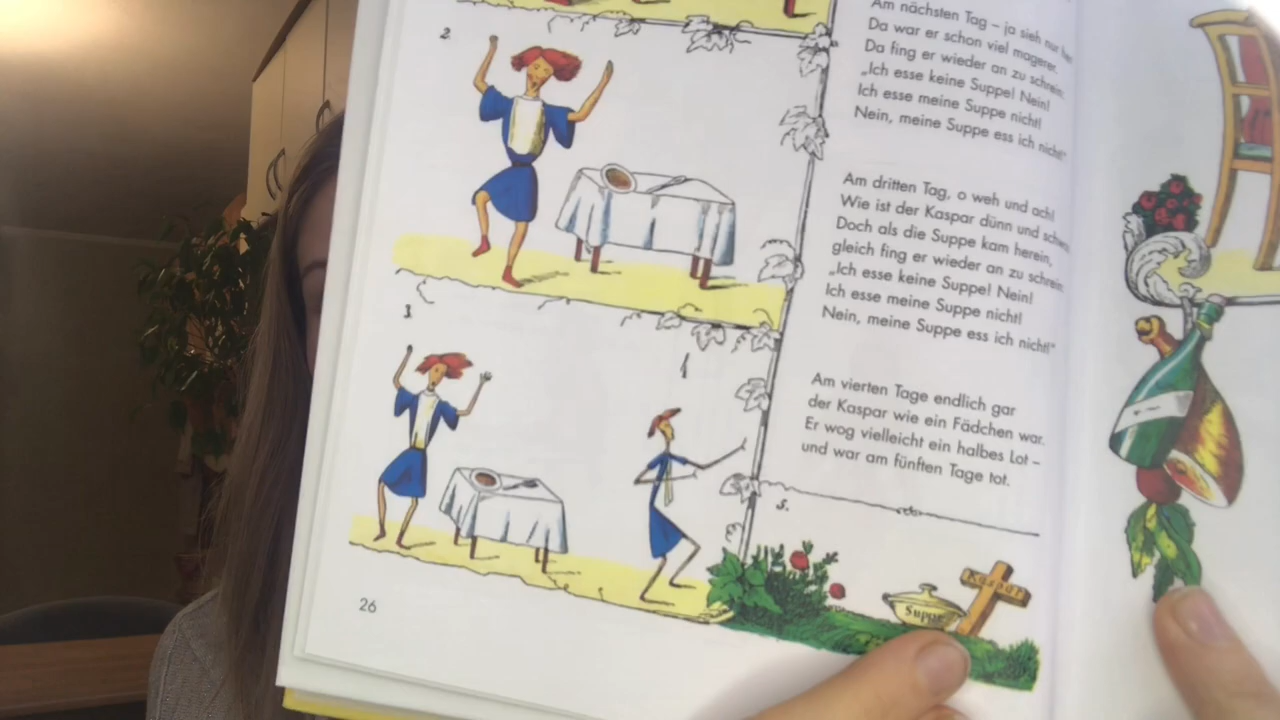 2
Am nächsten Tag – ja sieh nur
Da war er schon viel magerer.
Da fing er wieder an zu schrein:
„Ich esse keine Suppe! Nein!
Ich esse meine Suppe nicht!
Nein, meine Suppe ess ich nicht!"
Am dritten Tag, o weh und ach!
Wie ist der Kaspar dünn und
Doch als die Suppe kam herein,
gleich fing er wieder an zu schrein:
„Ich esse keine Suppe! Nein!
Ich esse meine Suppe nicht!
Nein, meine Suppe ess ich nicht!"
3
Am vierten Tage endlich gar
der Kaspar wie ein Fädchen war.
Er wog vielleicht ein halbes Lot –
und war am fünften Tage tot.
5.
Kaspar
Suppe
26